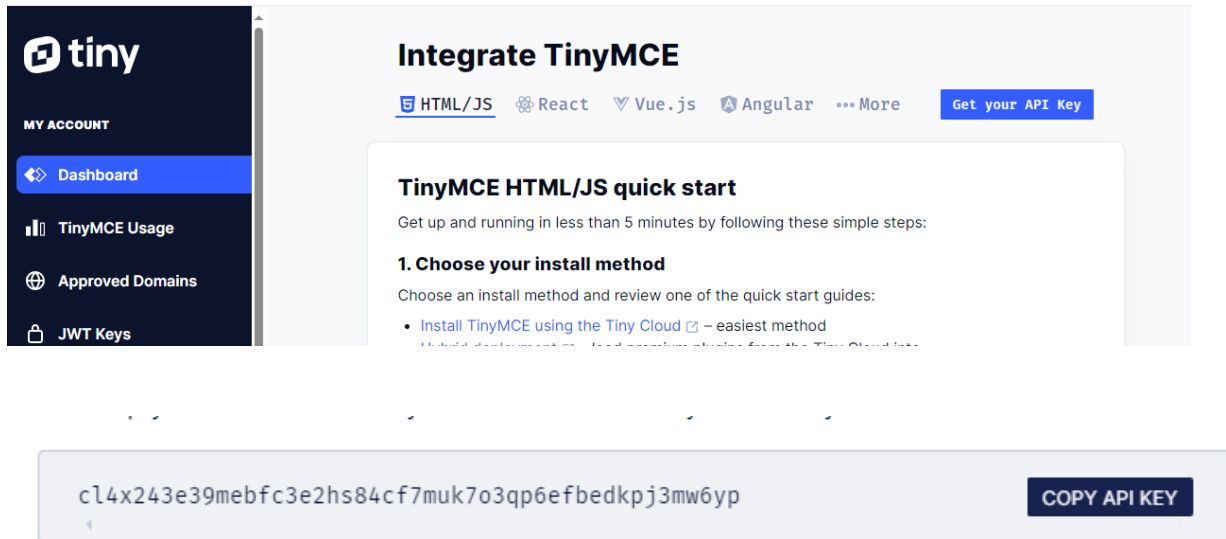 tiny
MY ACCOUNT
Dashboard
TinyMCE Usage
Approved Domains
JWT Keys
Integrate TinyMCE
HTML/JS React Vue.js Angular More Get your API Key
TinyMCE HTML/JS quick start
Get up and running in less than 5 minutes by following these simple steps:
1. Choose your install method
Choose an install method and review one of the quick start guides:
• Install TinyMCE using the Tiny Cloud – easiest method
cl4x243e39mebfc3e2hs84cf7muk7o3qp6efbedkpj3mw6yp
COPY API KEY